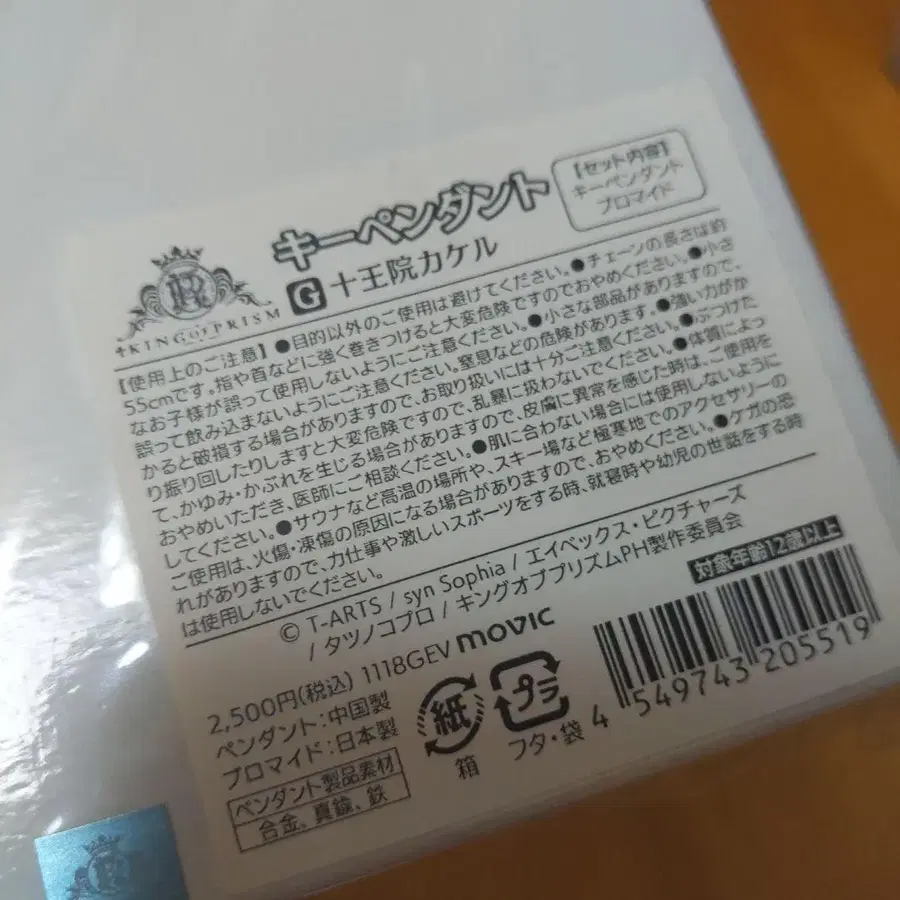 キーペンダント
G 十王院カケル
【セット内容】
キーペンダント
ブロマイド
KING OF PRISM
【使用上のご注意】●目的以外のご使用は避けてください。●チェーンの長さは約
55cmです。指や首などに強く巻きつけると大変危険ですのでおやめください。●小さ
なお子様が誤って使用しないようにご注意ください。●小さな部品がありますので、
誤って飲み込まないようにご注意ください。窒息などの危険があります。●強い力がか
かると破損する場合がありますので、お取り扱いには十分ご注意ください。●ぶつけた
り振り回したりしますと大変危険ですので、乱暴に扱わないでください。●体質によっ
て、かゆみ・かぶれを生じる場合がありますので、皮膚に異常を感じた時は、ご使用を
おやめいただき、医師にご相談ください。●肌に合わない場合には使用しないように
してください。●サウナなど高温の場所や、スキー場など極寒地でのアクセサリーの
ご使用は、火傷・凍傷の原因になる場合がありますので、おやめください。●ケガの恐
れがありますので、力仕事や激しいスポーツをする時、就寝時や幼児の世話をする時
は使用しないでください。
© T-ARTS / syn Sophia / エイベックス・ピクチャーズ
/ タツノコプロ / キングオブプリズムPH製作委員会
対象年齢12歳以上
2,500円(税込) 1118GEV movic
ペンダント：中国製
ブロマイド：日本製
ペンダント製品素材
合金、真鍮、鉄
紙
箱
プラ
フタ・袋
4 549743 205519